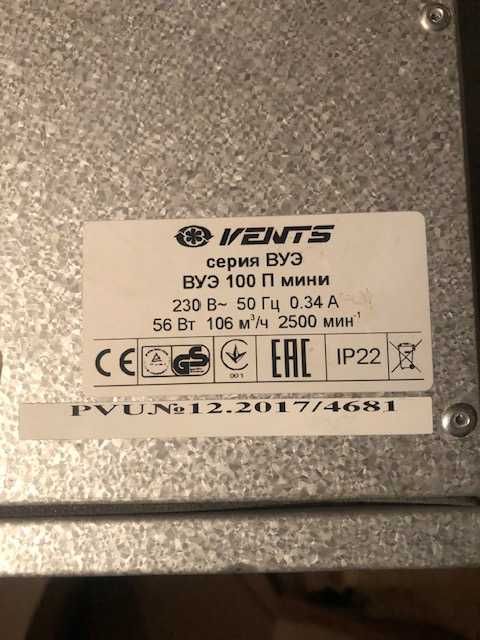 VENTS
серия ВУЭ
ВУЭ 100 П мини
230 В~ 50 Гц 0.34 А
56 Вт 106 м³/ч 2500 мин⁻¹
CE GS 001 EAC IP22
PVU№12.2017/4681